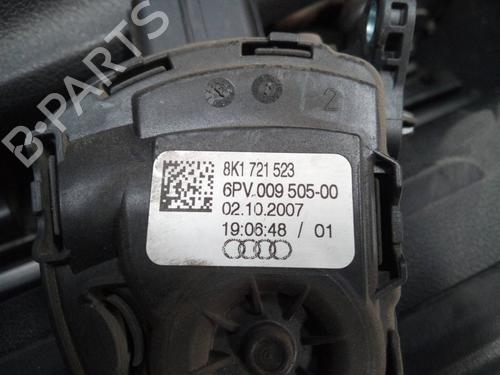 B-PARTS
2
8K1 721 523
6PV 009 505-00
02.10.2007
19:06:48 / 01